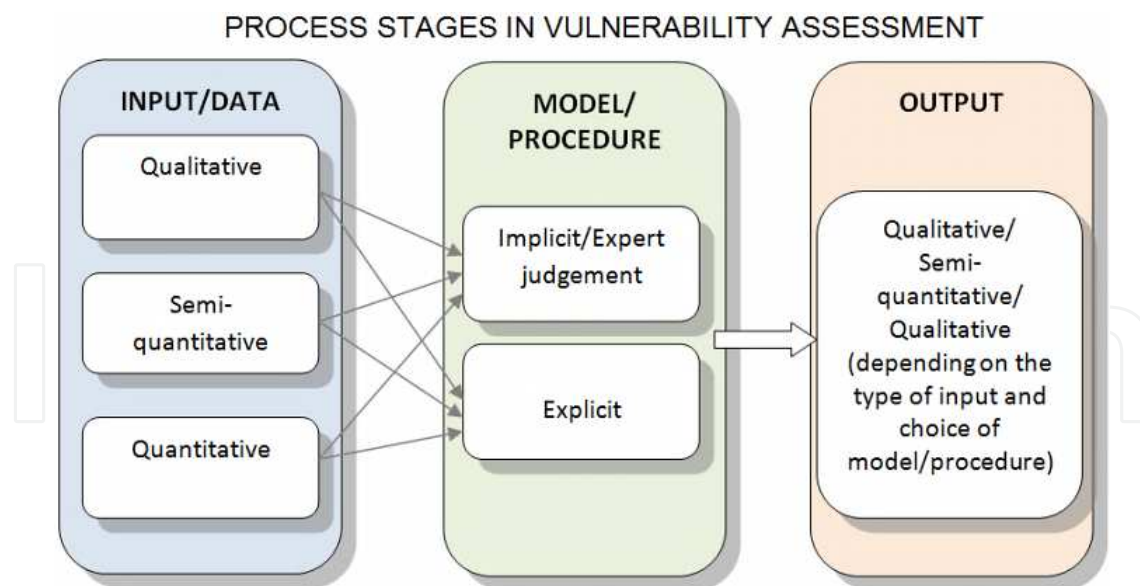 PROCESS STAGES IN VULNERABILITY ASSESSMENT
INPUT/DATA
Qualitative
Semi-
quantitative
Quantitative
MODEL/
PROCEDURE
Implicit/Expert
judgement
Explicit
OUTPUT
Qualitative/
Semi-
quantitative/
Qualitative
(depending on the
type of input and
choice of
model/procedure)